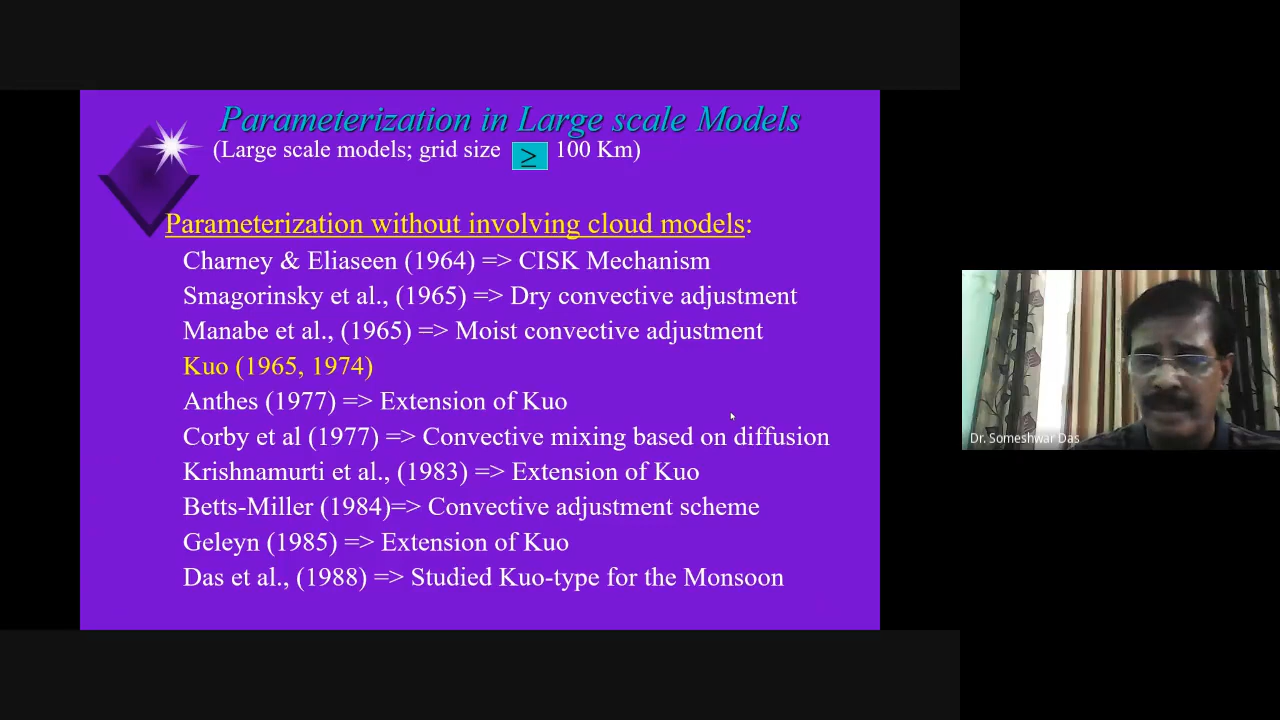 Parameterization in Large scale Models
(Large scale models; grid size ≥ 100 Km)
Parameterization without involving cloud models:
Charney & Eliaseen (1964) => CISK Mechanism
Smagorinsky et al., (1965) => Dry convective adjustment
Manabe et al., (1965) => Moist convective adjustment
Kuo (1965, 1974)
Anthes (1977) => Extension of Kuo
Corby et al (1977) => Convective mixing based on diffusion
Krishnamurti et al., (1983) => Extension of Kuo
Betts-Miller (1984)=> Convective adjustment scheme
Geleyn (1985) => Extension of Kuo
Das et al., (1988) => Studied Kuo-type for the Monsoon
Dr. Someshwar Das